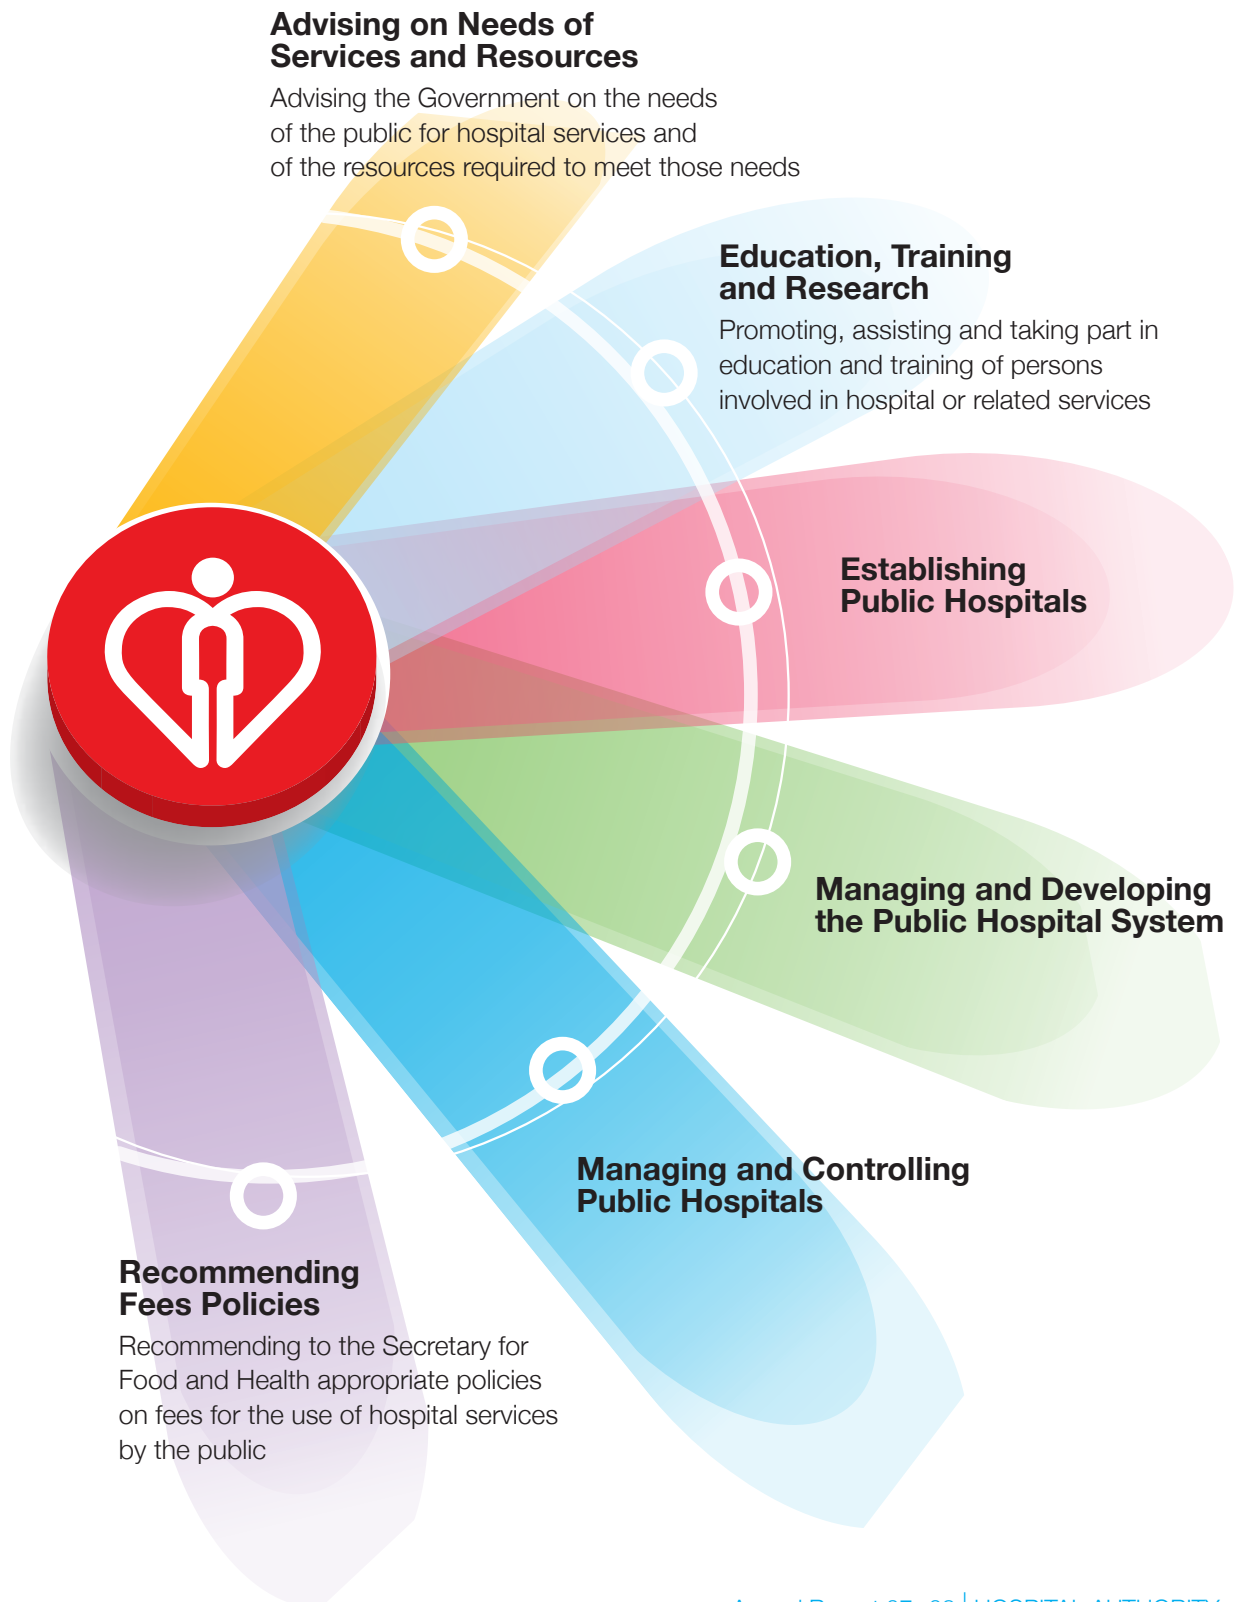 Advising on Needs of
Services and Resources
Advising the Government on the needs
of the public for hospital services and
of the resources required to meet those needs
Education, Training
and Research
Promoting, assisting and taking part in
education and training of persons
involved in hospital or related services
Establishing
Public Hospitals
Managing and Developing
the Public Hospital System
Managing and Controlling
Public Hospitals
Recommending
Fees Policies
Recommending to the Secretary for
Food and Health appropriate policies
on fees for the use of hospital services
by the public
HOSPITAL AUTHORITY